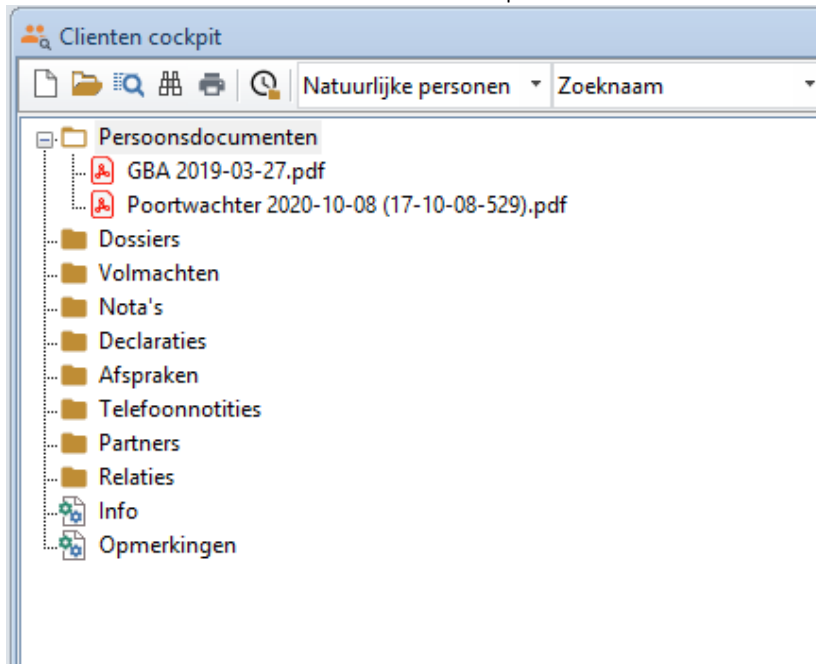 Clienten cockpit
Natuurlijke personen Zoeknaam
Persoonsdocumenten
GBA 2019-03-27.pdf
Poortwachter 2020-10-08 (17-10-08-529).pdf
Dossiers
Volmachten
Nota's
Declaraties
Afspraken
Telefoonnotities
Partners
Relaties
Info
Opmerkingen